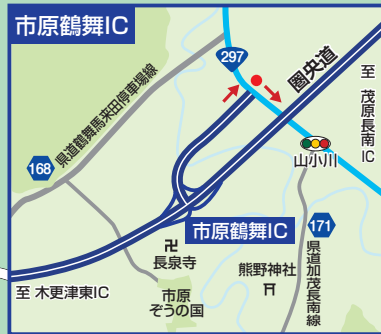 市原鶴舞IC
297
圏央道
至 茂原長南IC
県道鶴舞馬来田停車場線
168
山小川
市原鶴舞IC
171
県道加茂長南線
卍
長泉寺
熊野神社
至 木更津東IC
市原
ぞうの国